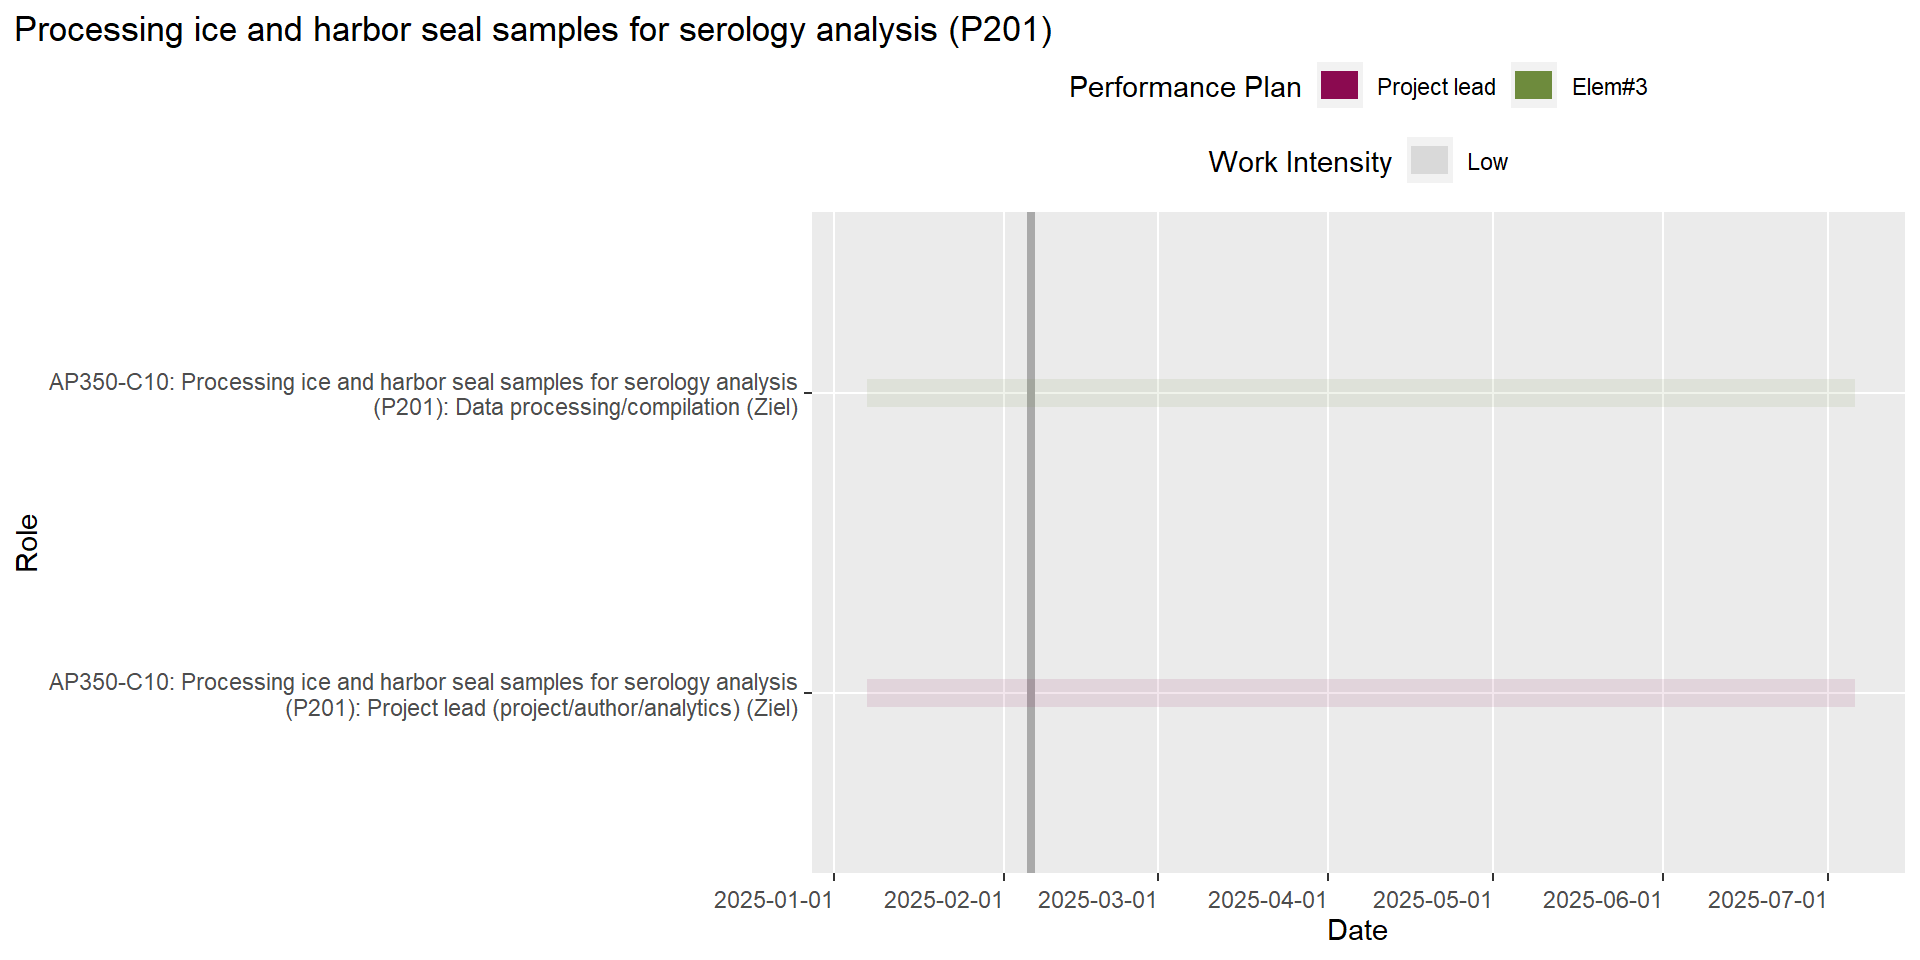 Processing ice and harbor seal samples for serology analysis (P201)
Performance Plan Project lead Elem#3
Work Intensity Low
AP350-C10: Processing ice and harbor seal samples for serology analysis
(P201): Data processing/compilation (Ziel)
Role
AP350-C10: Processing ice and harbor seal samples for serology analysis
(P201): Project lead (project/author/analytics) (Ziel)
2025-01-01 2025-02-01 2025-03-01 2025-04-01 2025-05-01 2025-06-01 2025-07-01
Date